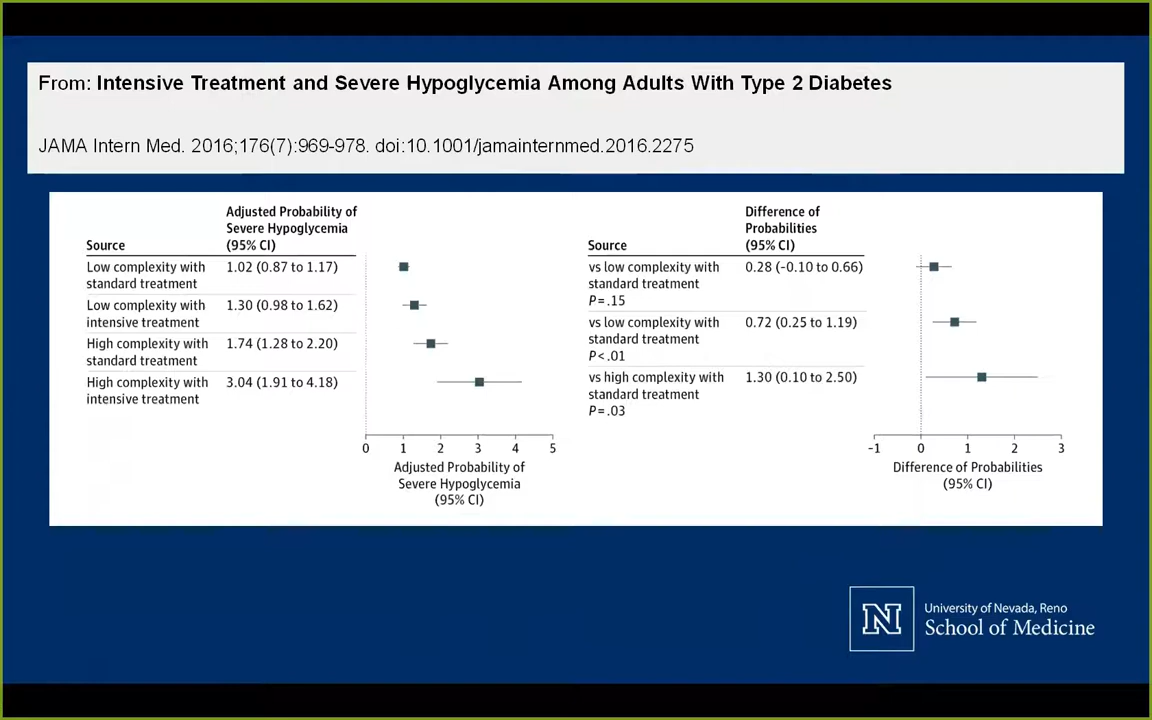 From: Intensive Treatment and Severe Hypoglycemia Among Adults With Type 2 Diabetes
JAMA Intern Med. 2016;176(7):969-978. doi:10.1001/jamainternmed.2016.2275
Source
Adjusted Probability of
Severe Hypoglycemia
(95% CI)
Low complexity with
standard treatment
1.02 (0.87 to 1.17)
Low complexity with
intensive treatment
1.30 (0.98 to 1.62)
High complexity with
standard treatment
1.74 (1.28 to 2.20)
High complexity with
intensive treatment
3.04 (1.91 to 4.18)
0 1 2 3 4 5
Adjusted Probability of
Severe Hypoglycemia
(95% CI)
Source
Difference of
Probabilities
(95% CI)
vs low complexity with
standard treatment
P=.15
0.28 (-0.10 to 0.66)
vs low complexity with
standard treatment
P<.01
0.72 (0.25 to 1.19)
vs high complexity with
standard treatment
P=.03
1.30 (0.10 to 2.50)
-1 0 1 2 3
Difference of Probabilities
(95% CI)
N
University of Nevada, Reno
School of Medicine